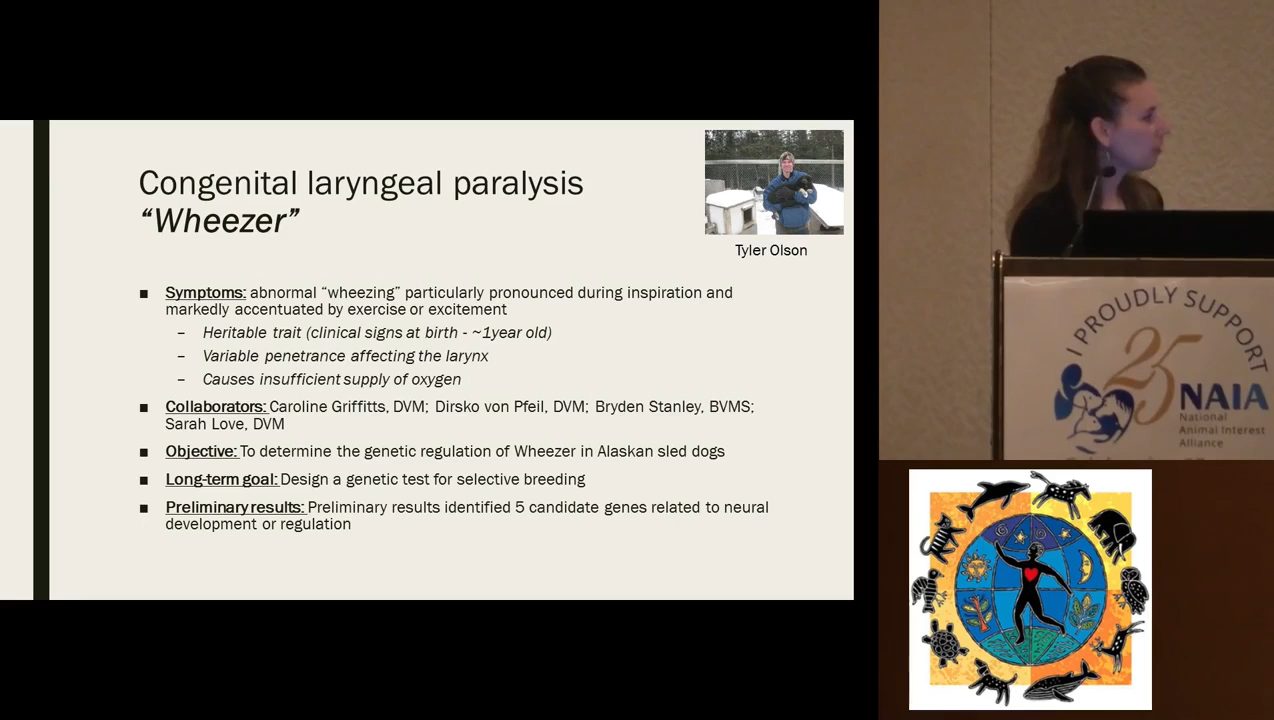 Congenital laryngeal paralysis
“Wheezer”
Tyler Olson
■ Symptoms: abnormal “wheezing” particularly pronounced during inspiration and
markedly accentuated by exercise or excitement
– Heritable trait (clinical signs at birth - ~1year old)
– Variable penetrance affecting the larynx
– Causes insufficient supply of oxygen
■ Collaborators: Caroline Griffitts, DVM; Dirsko von Pfeil, DVM; Bryden Stanley, BVMS;
Sarah Love, DVM
■ Objective: To determine the genetic regulation of Wheezer in Alaskan sled dogs
■ Long-term goal: Design a genetic test for selective breeding
■ Preliminary results: Preliminary results identified 5 candidate genes related to neural
development or regulation
I PROUDLY SUPPORT
25
NAIA
National
Animal Interest
Alliance